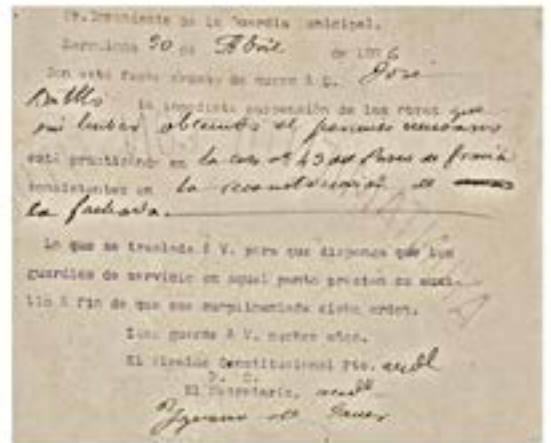 Sr. Comandante de la Guardia Municipal.
Barcelona 30 de Abril de 1906
Con esta fecha de nuevo á D. José
Batlló la inmediata suspensión de las obras que
sin haber obtenido el permiso necesario
está practicando en la casa nº 43 del Paseo de Gracia
consistentes en la reconstrucción de
la fachada.
Lo que se traslada á V. para que disponga que los
guardias de servicio en aquel punto presten su auxi-
lio á fin de que sea cumplimentada dicha orden.
Dios guarde á V. muchos años.
El Alcalde Constitucional Pte.
P. A.
El Secretario,